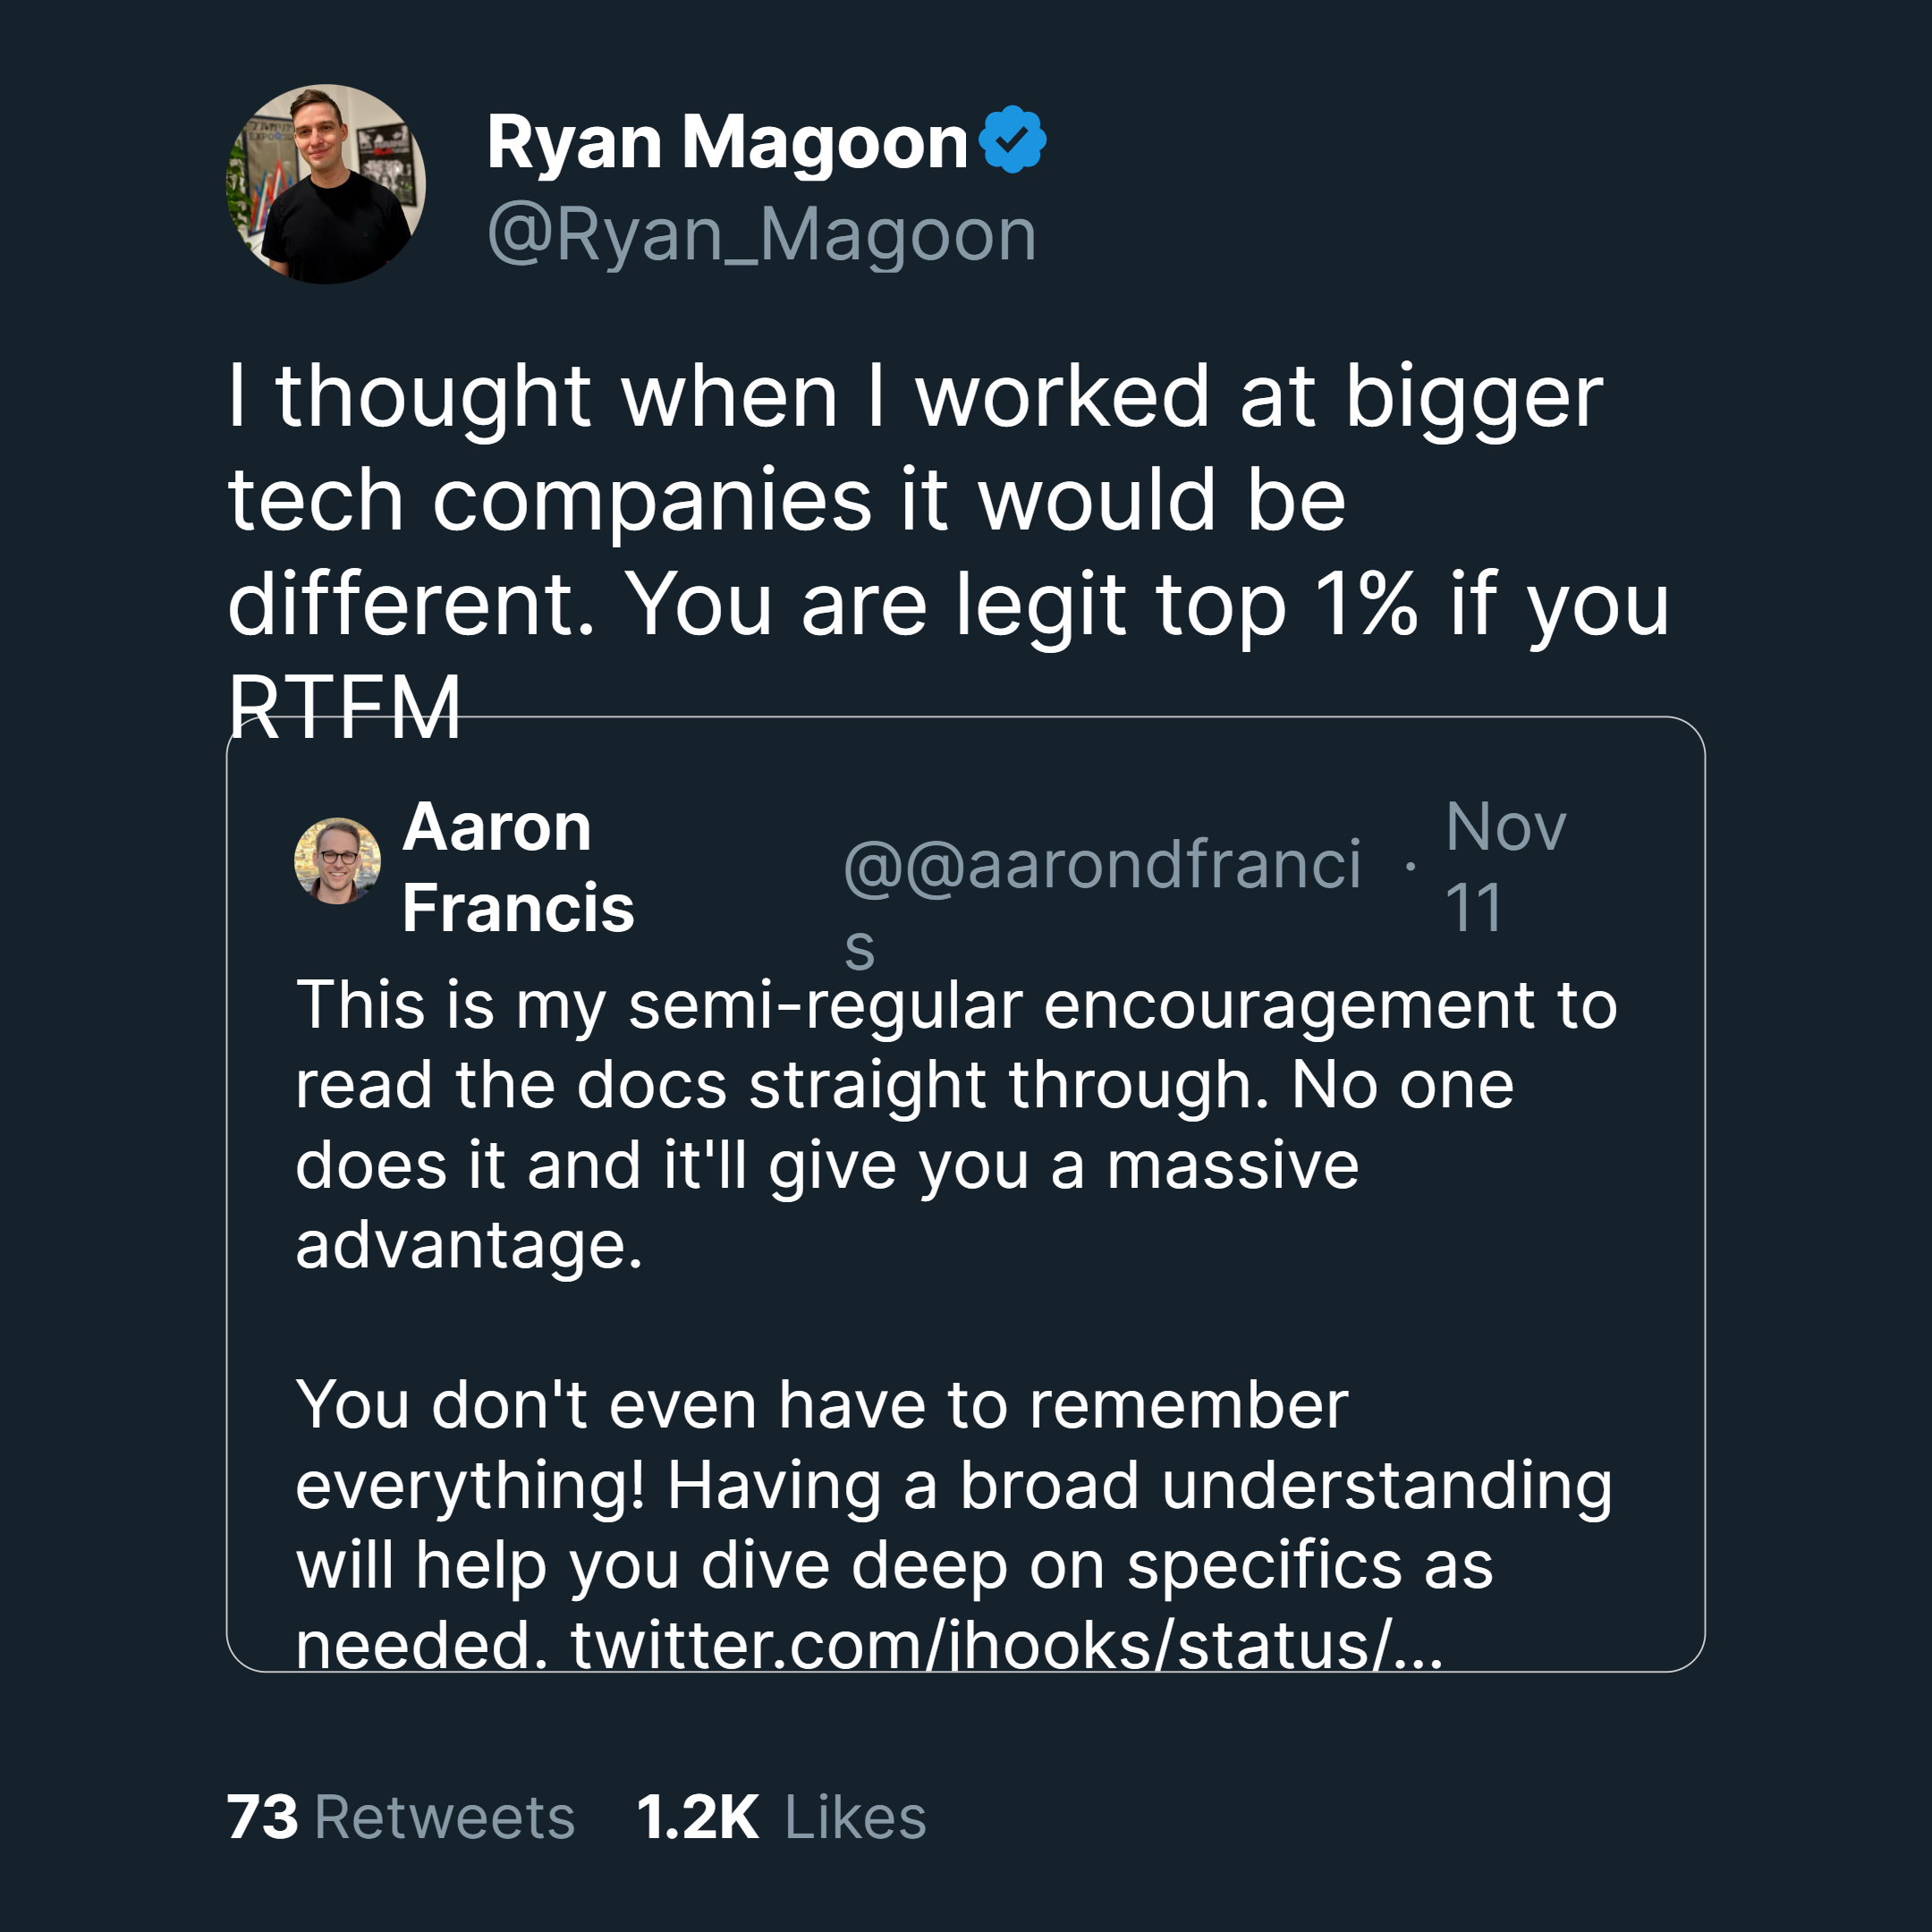 Ryan Magoon
@Ryan_Magoon
I thought when I worked at bigger
tech companies it would be
different. You are legit top 1% if you
RTFM
Aaron
Francis
@@aarondfranci
s
·
Nov
11
This is my semi-regular encouragement to
read the docs straight through. No one
does it and it'll give you a massive
advantage.
You don't even have to remember
everything! Having a broad understanding
will help you dive deep on specifics as
needed. twitter.com/jhooks/status/...
73 Retweets 1.2K Likes